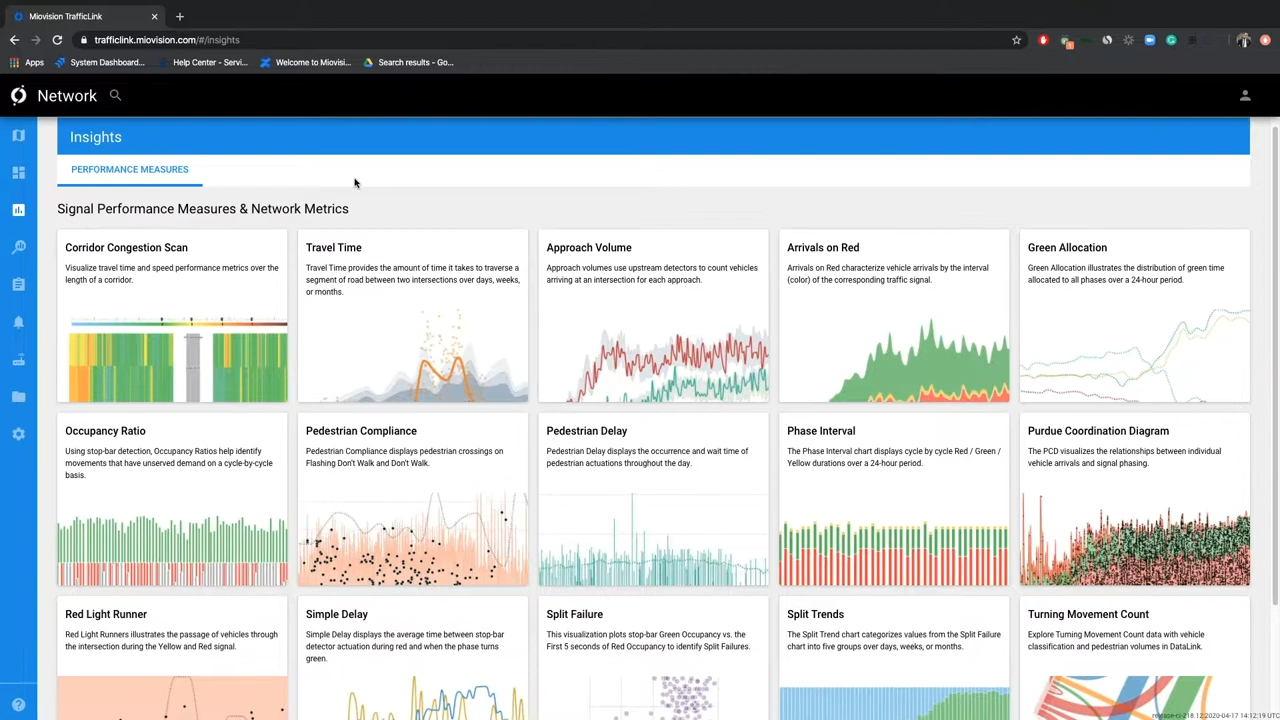 Miovision TrafficLink
trafficlink.miovision.com/#/insights
Apps
System Dashboard...
Help Center - Servi...
Welcome to Miovisi...
Search results - Go...
Network
Insights
PERFORMANCE MEASURES
Signal Performance Measures & Network Metrics
Corridor Congestion Scan
Visualize travel time and speed performance metrics over the
length of a corridor.
Travel Time
Travel Time provides the amount of time it takes to traverse a
segment of road between two intersections over days, weeks,
or months.
Approach Volume
Approach volumes use upstream detectors to count vehicles
arriving at an intersection for each approach.
Arrivals on Red
Arrivals on Red characterize vehicle arrivals by the interval
(color) of the corresponding traffic signal.
Green Allocation
Green Allocation illustrates the distribution of green time
allocated to all phases over a 24-hour period.
Occupancy Ratio
Using stop-bar detection, Occupancy Ratios help identify
movements that have unserved demand on a cycle-by-cycle
basis.
Pedestrian Compliance
Pedestrian Compliance displays pedestrian crossings on
Flashing Don't Walk and Don't Walk.
Pedestrian Delay
Pedestrian Delay displays the occurrence and wait time of
pedestrian actuations throughout the day.
Phase Interval
The Phase Interval chart displays cycle by cycle Red / Green /
Yellow durations over a 24-hour period.
Purdue Coordination Diagram
The PCD visualizes the relationships between individual
vehicle arrivals and signal phasing.
Red Light Runner
Red Light Runners illustrates the passage of vehicles through
the intersection during the Yellow and Red signal.
Simple Delay
Simple Delay displays the average time between stop-bar
detector actuation during red and when the phase turns
green.
Split Failure
This visualization plots stop-bar Green Occupancy vs. the
First 5 seconds of Red Occupancy to identify Split Failures.
Split Trends
The Split Trend chart categorizes values from the Split Failure
chart into five groups over days, weeks, or months.
Turning Movement Count
Explore Turning Movement Count data with vehicle
classification and pedestrian volumes in DataLink.
release-rs-218.12:2020-04-17 14:12:19 UTC